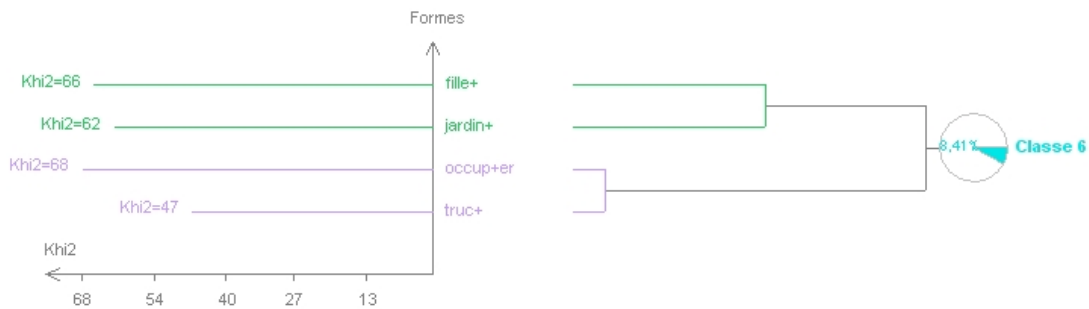 Formes
Khi2=66 fille+
Khi2=62 jardin+
8,41% Classe 6
Khi2=68 occup+er
Khi2=47 truc+
Khi2
68 54 40 27 13